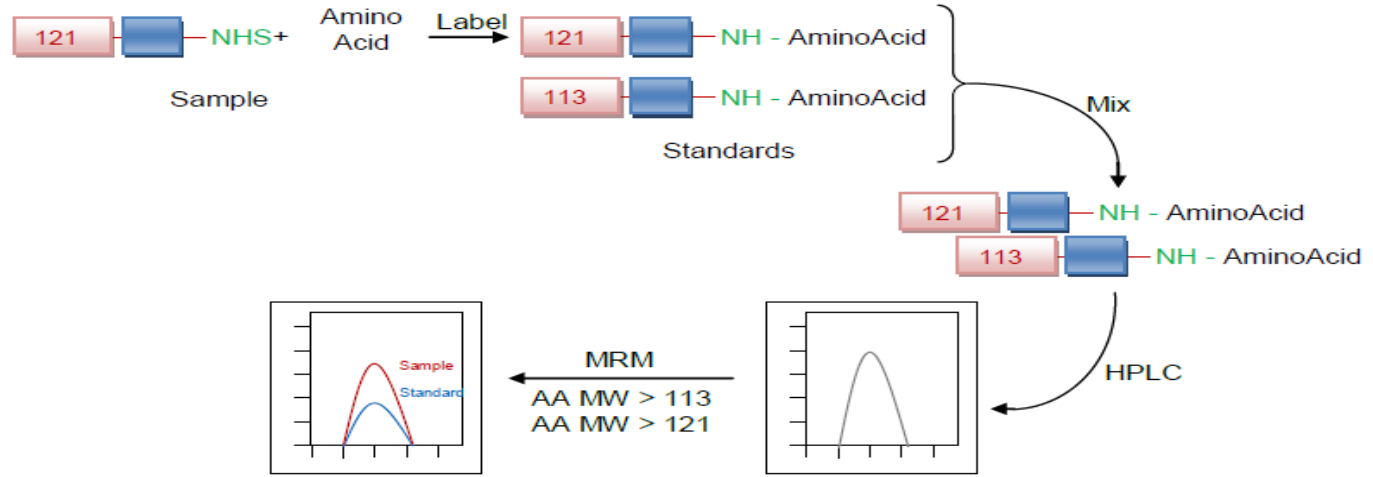 121 NHS+ Amino Acid Label 121 NH - AminoAcid
Sample
113 NH - AminoAcid
Standards
Mix
121 NH - AminoAcid
113 NH - AminoAcid
HPLC
MRM
AA MW > 113
AA MW > 121
Sample
Standard